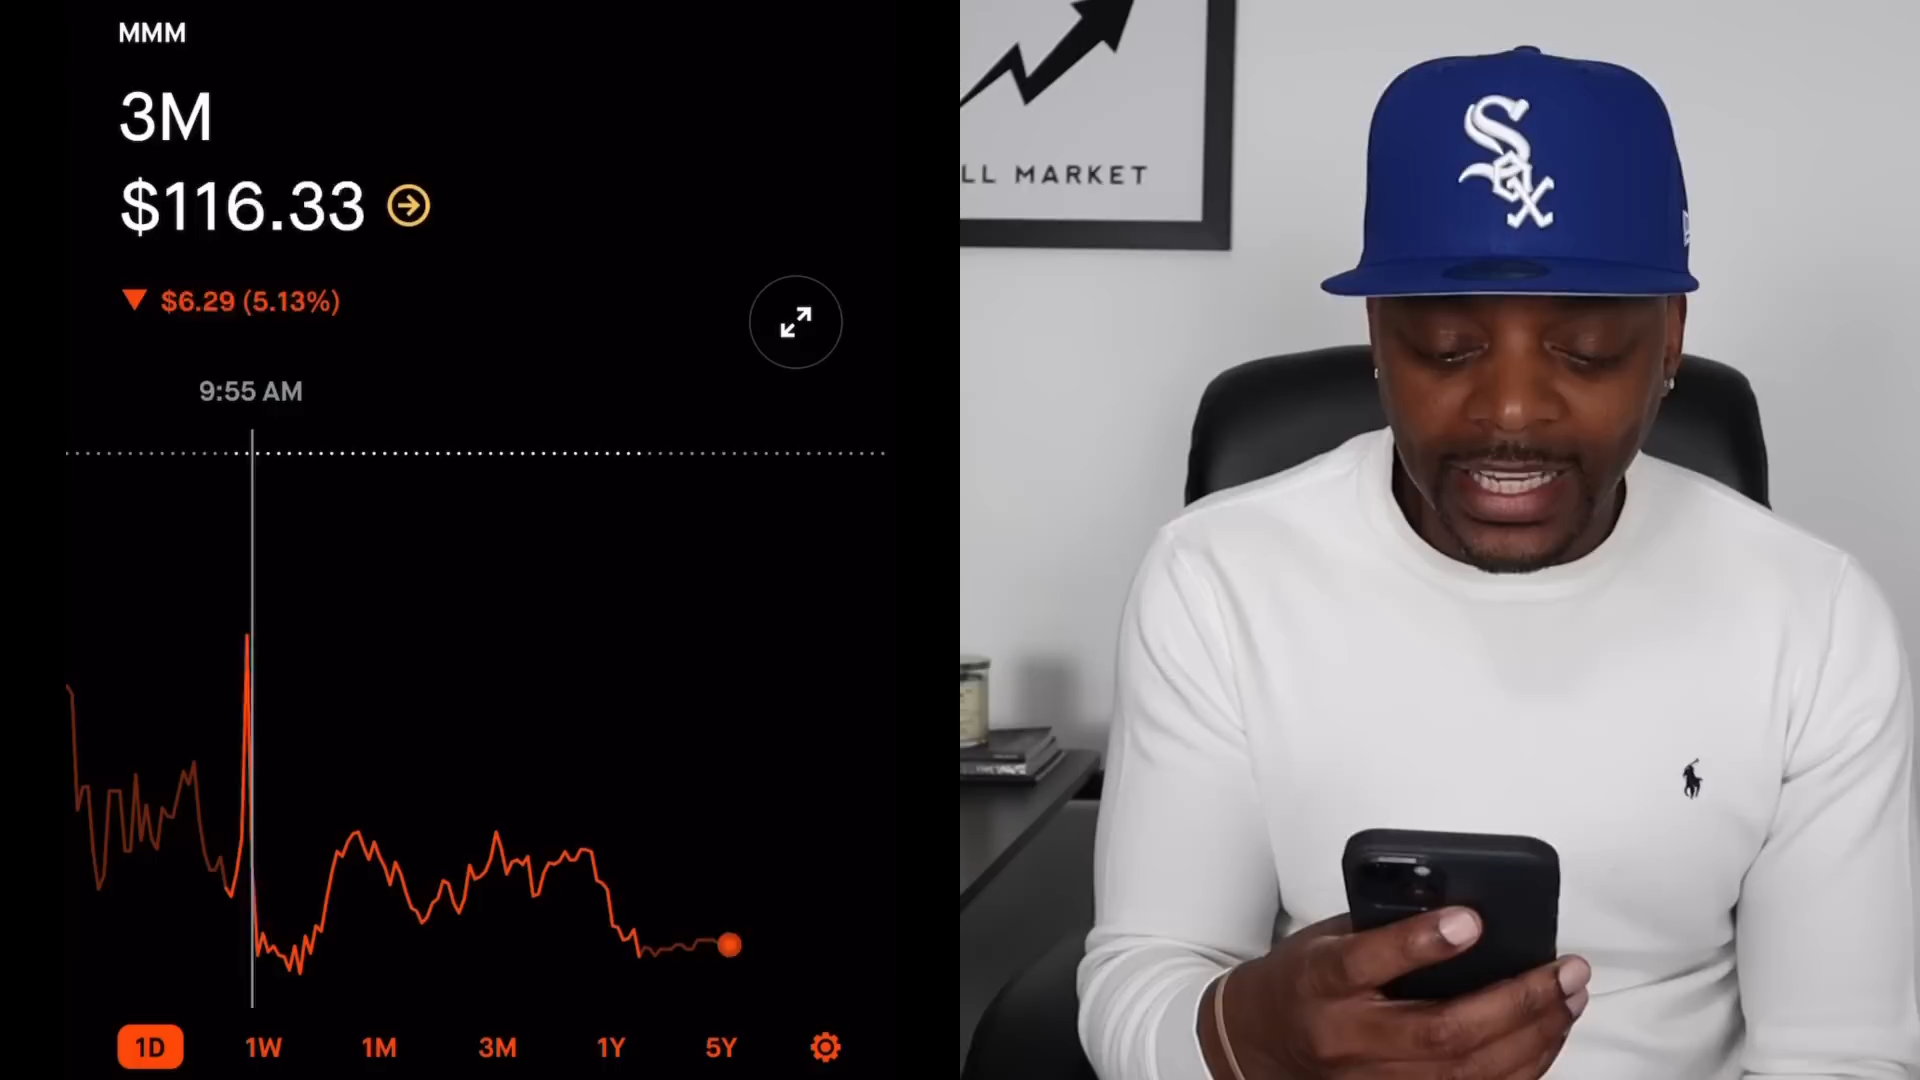 MMM
3M
$116.33
$6.29 (5.13%)
9:55 AM
1D 1W 1M 3M 1Y 5Y
LL MARKET
Sox